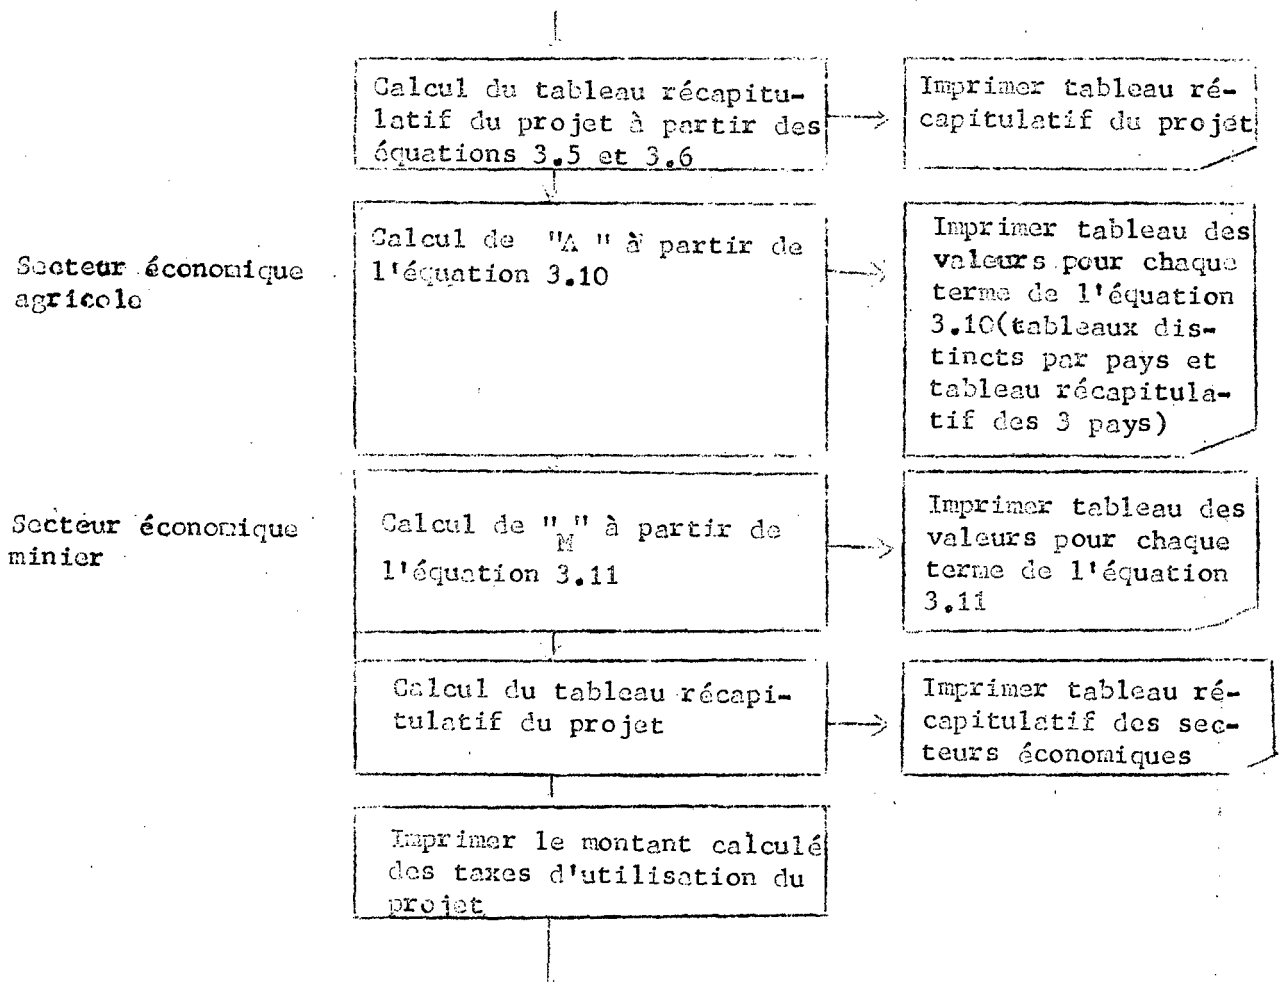 Calcul du tableau récapitu-
latif du projet à partir des
équations 3.5 et 3.6
Imprimer tableau ré-
capitulatif du projet
Secteur économique
agricole
Calcul de "A " à partir de
l'équation 3.10
Imprimer tableau des
valeurs pour chaque
terme de l'équation
3.10(tableaux dis-
tincts par pays et
tableau récapitula-
tif des 3 pays)
Secteur économique
minier
Calcul de "M" à partir de
l'équation 3.11
Imprimer tableau des
valeurs pour chaque
terme de l'équation
3.11
Calcul du tableau récapi-
tulatif du projet
Imprimer tableau ré-
capitulatif des sec-
teurs économiques
Imprimer le montant calculé
des taxes d'utilisation du
projet